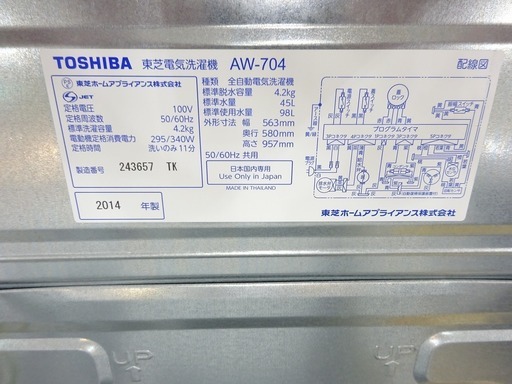 TOSHIBA 東芝電気洗濯機 AW-704 配線図
東芝ホームアプライアンス株式会社
JET
定格電圧 100V
定格周波数 50/60Hz
標準洗濯容量 4.2kg
電動機定格消費電力 295/340W
定格時間 洗いのみ 11分
製造番号 243657 TK
2014 年製
種類 全自動電気洗濯機
標準脱水容量 4.2kg
標準水量 45L
標準使用水量 98L
外形寸法 幅 563mm
奥行 580mm
高さ 957mm
50/60Hz 共用
日本国内専用
Use Only in Japan
MADE IN THAILAND
プログラムタイマ
東芝ホームアプライアンス株式会社
UP
UP